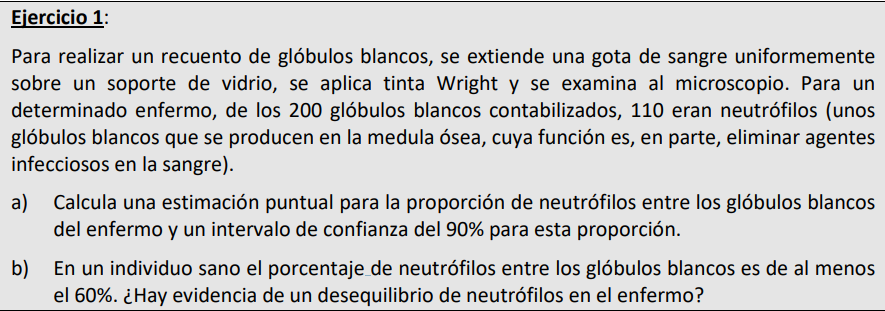 Ejercicio 1:
Para realizar un recuento de glóbulos blancos, se extiende una gota de sangre uniformemente
sobre un soporte de vidrio, se aplica tinta Wright y se examina al microscopio. Para un
determinado enfermo, de los 200 glóbulos blancos contabilizados, 110 eran neutrófilos (unos
glóbulos blancos que se producen en la medula ósea, cuya función es, en parte, eliminar agentes
infecciosos en la sangre).
a) Calcula una estimación puntual para la proporción de neutrófilos entre los glóbulos blancos
del enfermo y un intervalo de confianza del 90% para esta proporción.
b) En un individuo sano el porcentaje de neutrófilos entre los glóbulos blancos es de al menos
el 60%. ¿Hay evidencia de un desequilibrio de neutrófilos en el enfermo?